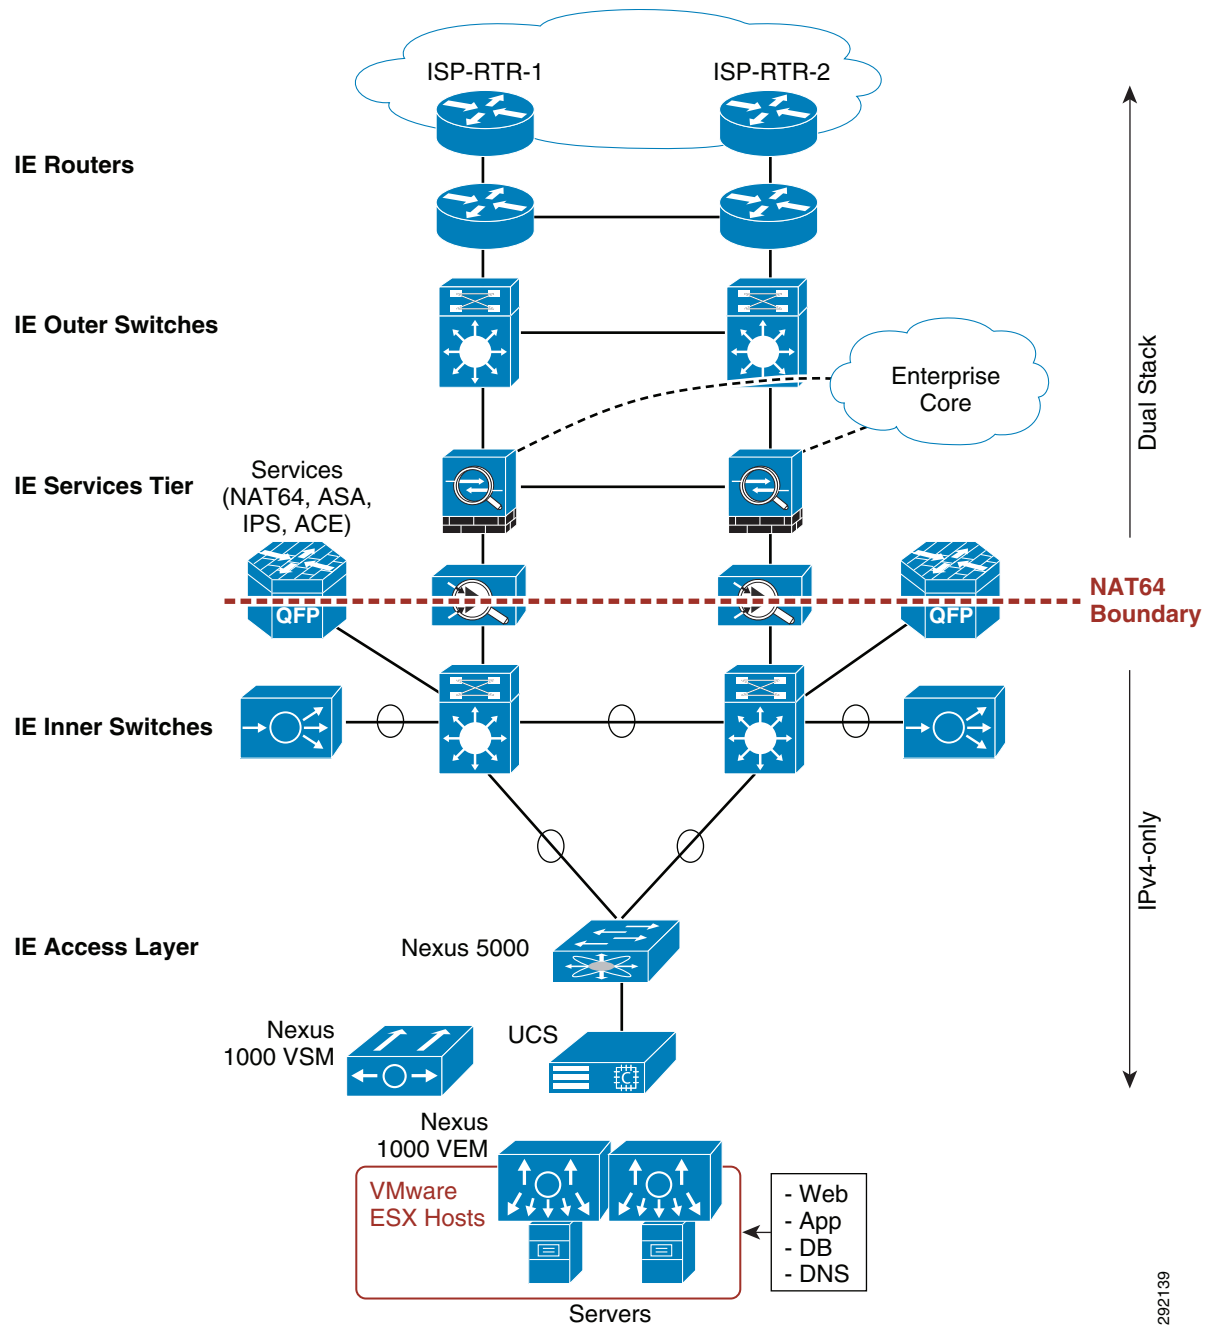 ISP-RTR-1
ISP-RTR-2
IE Routers
IE Outer Switches
Enterprise
Core
Dual Stack
IE Services Tier
Services
(NAT64, ASA,
IPS, ACE)
QFP
QFP
NAT64
Boundary
IE Inner Switches
IPv4-only
IE Access Layer
Nexus 5000
Nexus
1000 VSM
UCS
C
Nexus
1000 VEM
VMware
ESX Hosts
- Web
- App
- DB
- DNS
Servers
292139